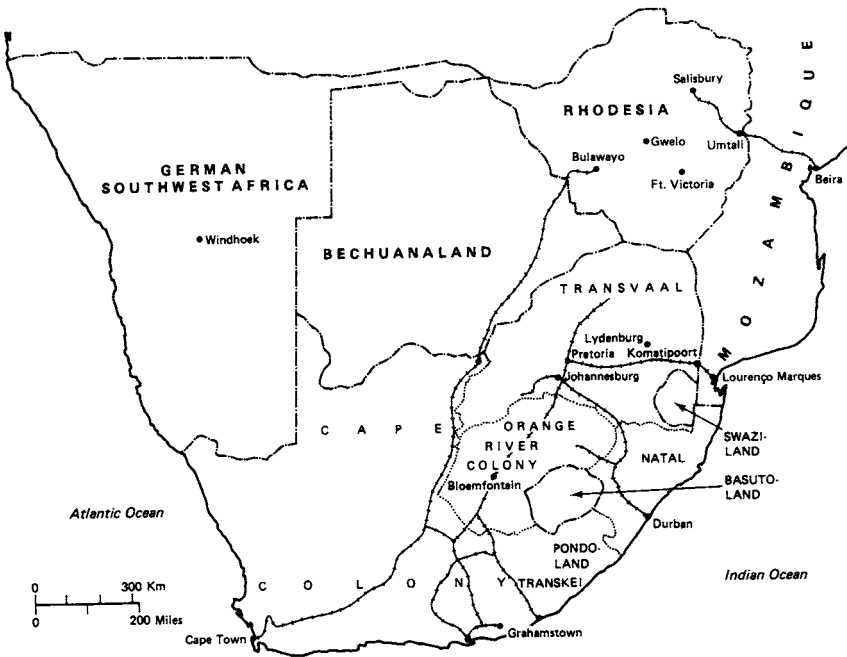 Salisbury
RHODESIA
Gwelo
Umtali
Bulawayo
Ft. Victoria
Beira
MOZAMBIQUE
GERMAN
SOUTHWEST AFRICA
Windhoek
BECHUANALAND
TRANSVAAL
Lydenburg
Pretoria
Komatipoort
Lourenço Marques
Johannesburg
CAPE
ORANGE
RIVER
COLONY
Bloemfontain
NATAL
SWAZI-
LAND
BASUTO-
LAND
Durban
Atlantic Ocean
PONDO-
LAND
Indian Ocean
COLONY
TRANSKEI
0 300 Km
0 200 Miles
Cape Town
Grahamstown